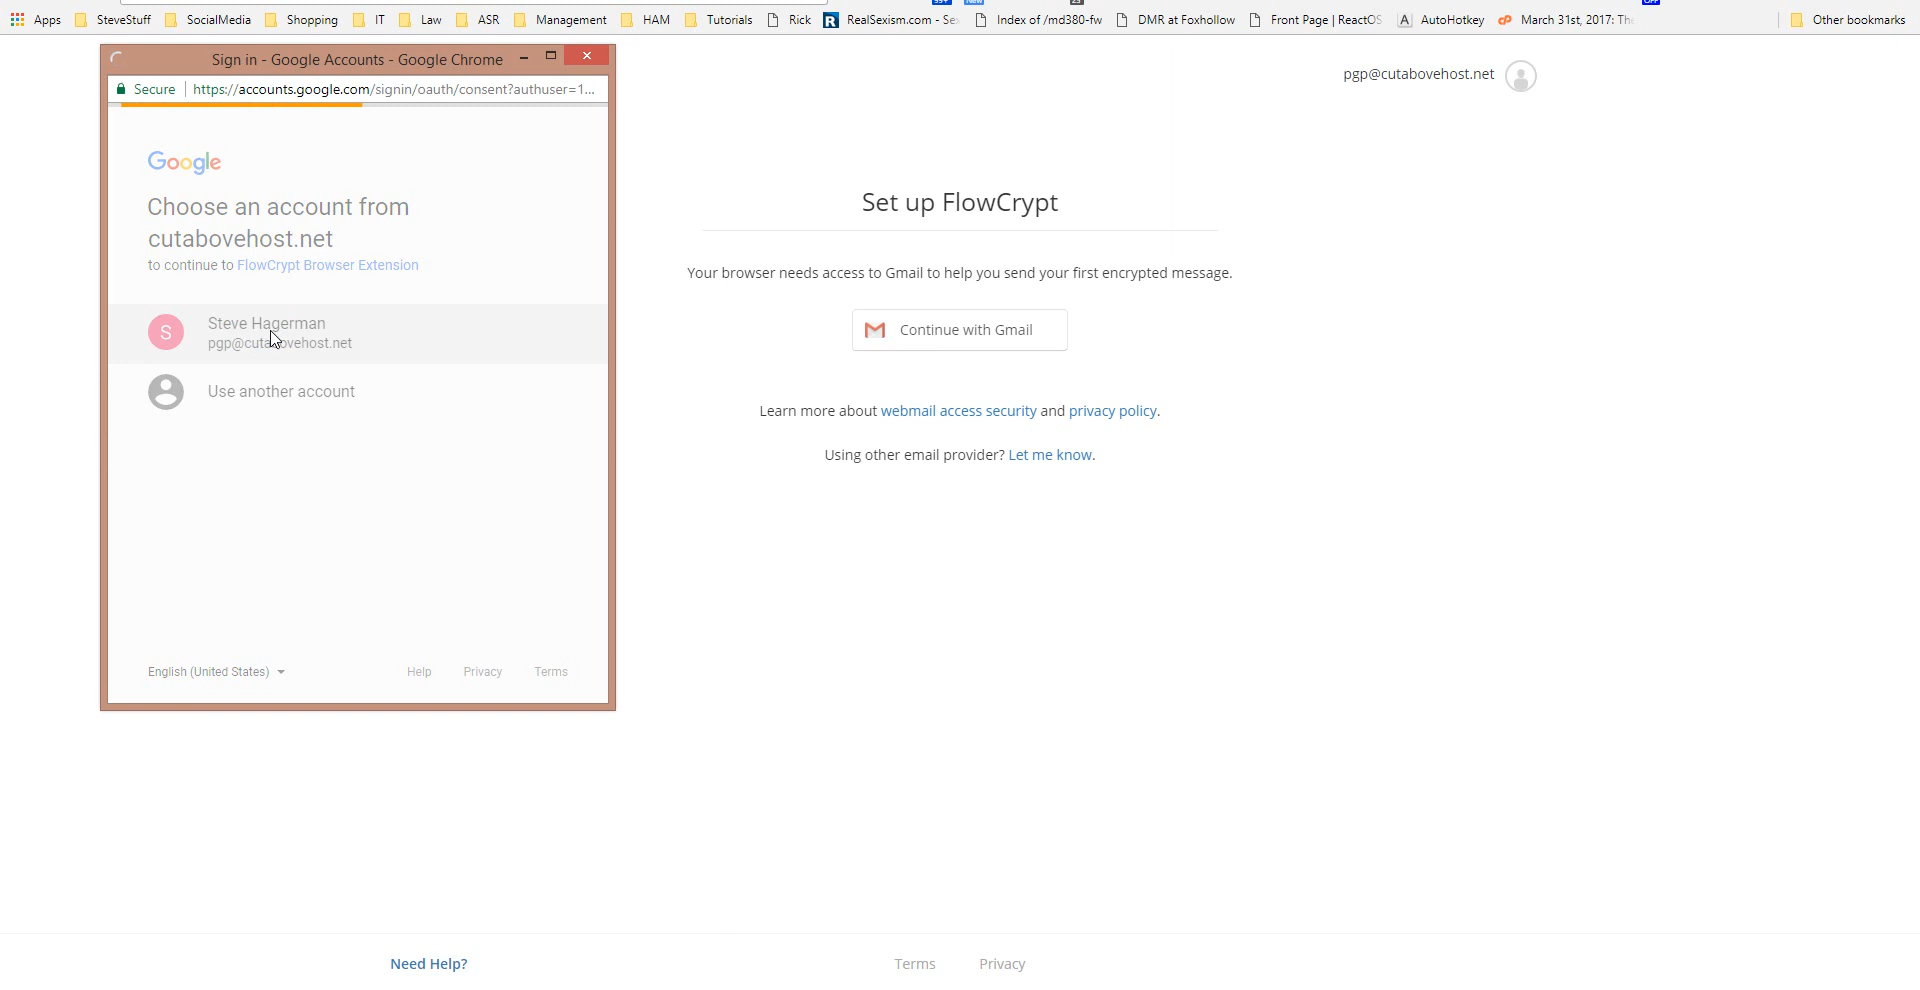 Apps SteveStuff SocialMedia Shopping IT Law ASR Management HAM Tutorials Rick RealSexism.com - Se Index of /md380-fw DMR at Foxhollow Front Page | ReactOS AutoHotkey March 31st, 2017: Th Other bookmarks
Sign in - Google Accounts - Google Chrome
Secure https://accounts.google.com/signin/oauth/consent?authuser=1...
Google
Choose an account from
cutabovehost.net
to continue to FlowCrypt Browser Extension
S
Steve Hagerman
pgp@cutabovehost.net
Use another account
English (United States) Help Privacy Terms
pgp@cutabovehost.net
Set up FlowCrypt
Your browser needs access to Gmail to help you send your first encrypted message.
Continue with Gmail
Learn more about webmail access security and privacy policy.
Using other email provider? Let me know.
Need Help? Terms Privacy